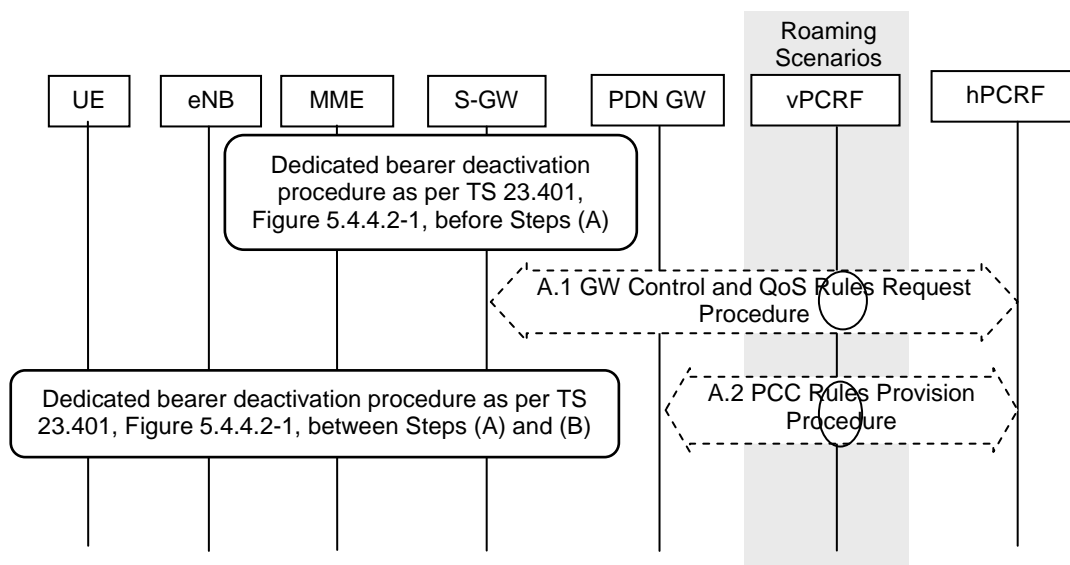 Roaming
Scenarios
UE
eNB
MME
S-GW
PDN GW
vPCRF
hPCRF
Dedicated bearer deactivation
procedure as per TS 23.401,
Figure 5.4.4.2-1, before Steps (A)
A.1 GW Control and QoS Rules Request
Procedure
Dedicated bearer deactivation procedure as per TS
23.401, Figure 5.4.4.2-1, between Steps (A) and (B)
A.2 PCC Rules Provision
Procedure